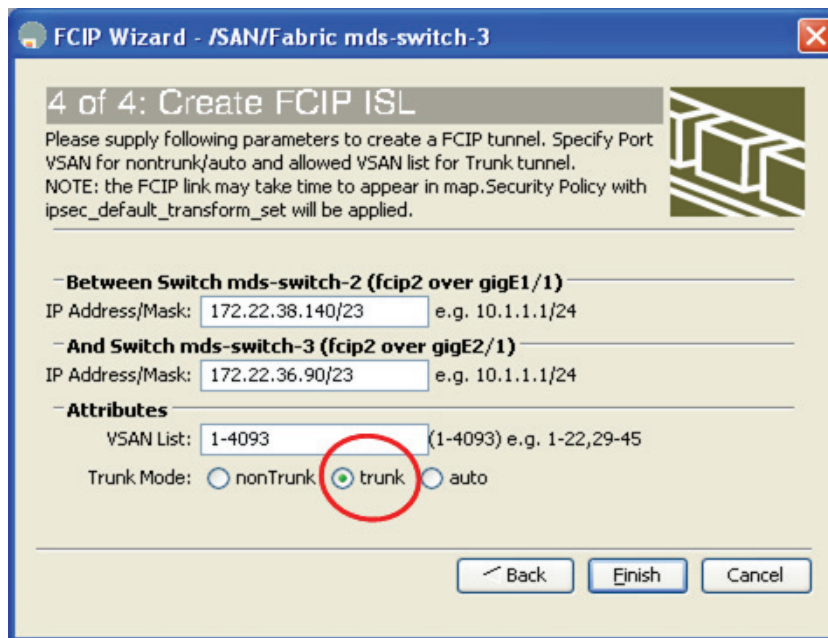 FCIP Wizard - /SAN/Fabric mds-switch-3
4 of 4: Create FCIP ISL
Please supply following parameters to create a FCIP tunnel. Specify Port
VSAN for nontrunk/auto and allowed VSAN list for Trunk tunnel.
NOTE: the FCIP link may take time to appear in map.Security Policy with
ipsec_default_transform_set will be applied.
Between Switch mds-switch-2 (fcip2 over gigE1/1)
IP Address/Mask: 172.22.38.140/23 e.g. 10.1.1.1/24
And Switch mds-switch-3 (fcip2 over gigE2/1)
IP Address/Mask: 172.22.36.90/23 e.g. 10.1.1.1/24
Attributes
VSAN List: 1-4093 (1-4093) e.g. 1-22,29-45
Trunk Mode: nonTrunk trunk auto
Back Finish Cancel